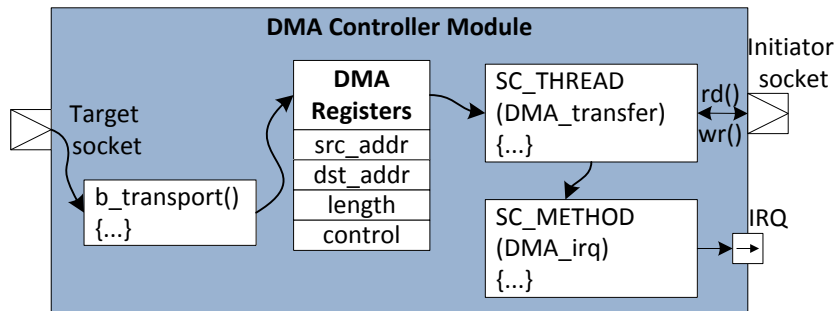 DMA Controller Module
Initiator
socket
Target
socket
b_transport()
{...}
DMA
Registers
src_addr
dst_addr
length
control
SC_THREAD
(DMA_transfer)
{...}
rd()
wr()
SC_METHOD
(DMA_irq)
{...}
IRQ